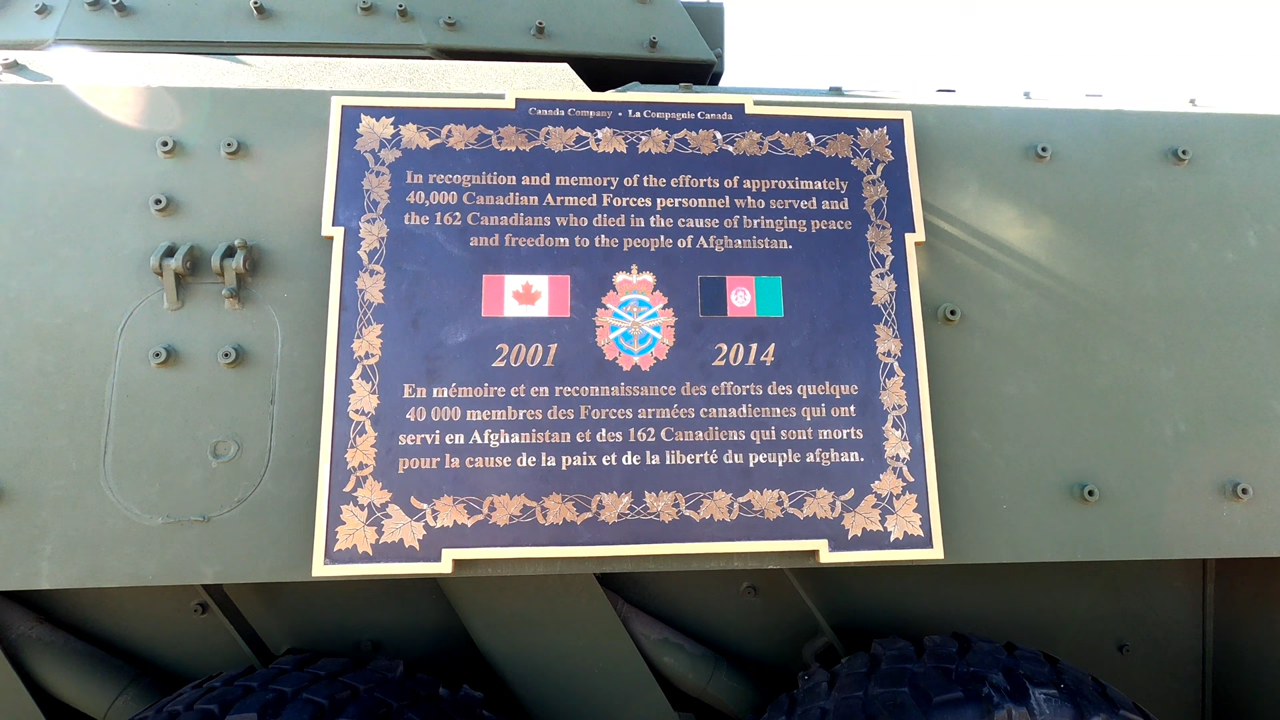 Canada Company • La Compagnie Canada
In recognition and memory of the efforts of approximately
40,000 Canadian Armed Forces personnel who served and
the 162 Canadians who died in the cause of bringing peace
and freedom to the people of Afghanistan.
2001 2014
En mémoire et en reconnaissance des efforts des quelque
40 000 membres des Forces armées canadiennes qui ont
servi en Afghanistan et des 162 Canadiens qui sont morts
pour la cause de la paix et de la liberté du peuple afghan.